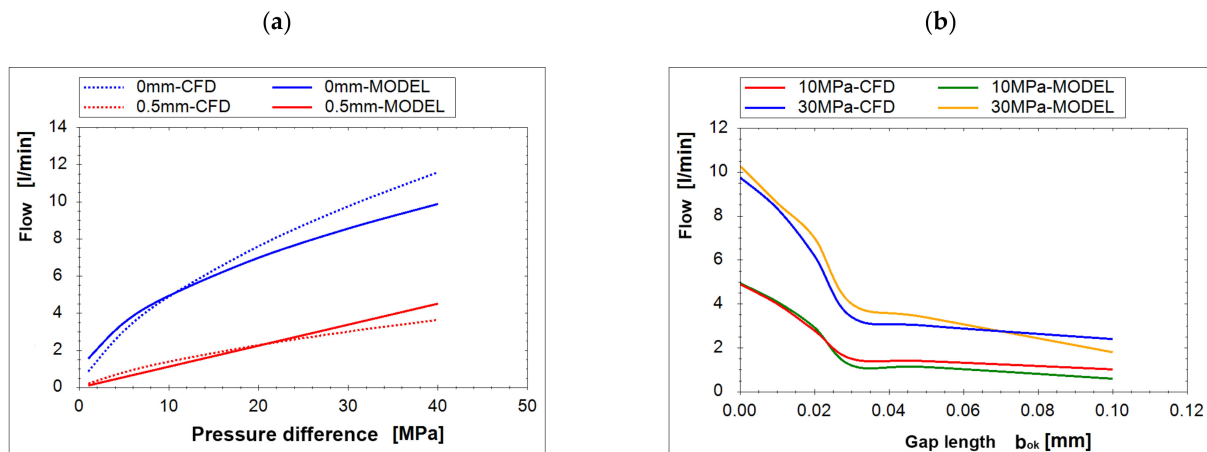 (a)
0mm-CFD 0mm-MODEL
0.5mm-CFD 0.5mm-MODEL
Flow [l/min]
14
12
10
8
6
4
2
0
0 10 20 30 40 50
Pressure difference [MPa]
(b)
10MPa-CFD 10MPa-MODEL
30MPa-CFD 30MPa-MODEL
Flow [l/min]
12
10
8
6
4
2
0
0.00 0.02 0.04 0.06 0.08 0.10 0.12
Gap length bok [mm]